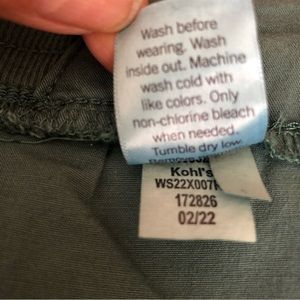 Wash before
wearing. Wash
inside out. Machine
wash cold with
like colors. Only
non-chlorine bleach
when needed.
Tumble dry low
Kohl's
WS22X007
172826
02/22